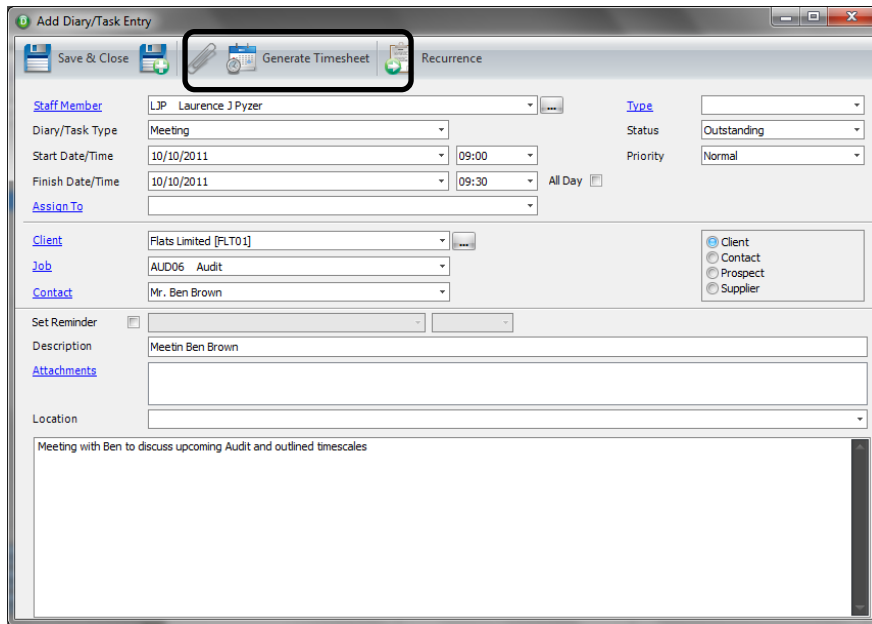 Add Diary/Task Entry
Save & Close Generate Timesheet Recurrence
Staff Member LJP Laurence J Pyzer ... Type
Diary/Task Type Meeting Status Outstanding
Start Date/Time 10/10/2011 09:00 Priority Normal
Finish Date/Time 10/10/2011 09:30 All Day
Assign To
Client Flats Limited [FLT01] ... Client
Job AUD06 Audit Contact
Prospect
Contact Mr. Ben Brown Supplier
Set Reminder
Description Meetin Ben Brown
Attachments
Location
Meeting with Ben to discuss upcoming Audit and outlined timescales